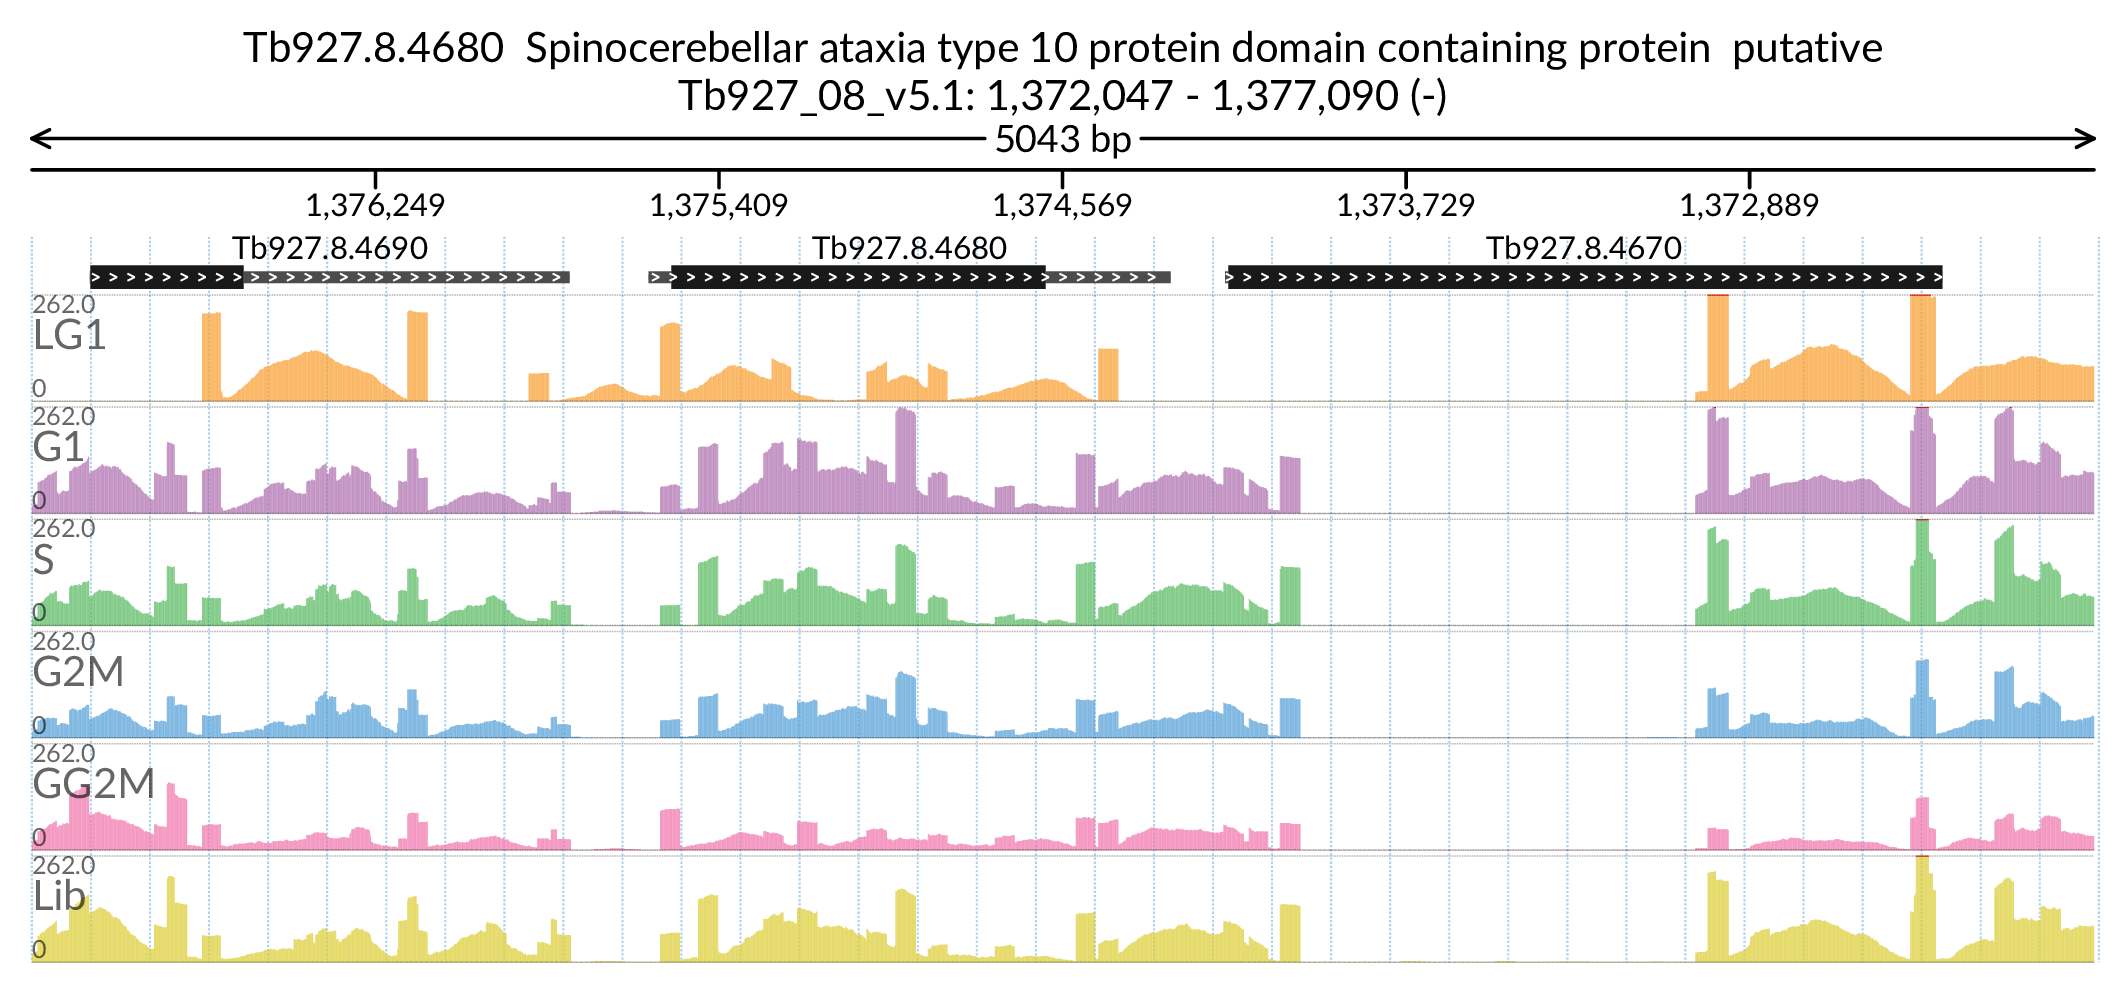 Tb927.8.4680  Spinocerebellar ataxia type 10 protein domain containing protein  putative
Tb927_08_v5.1: 1,372,047 - 1,377,090 (-)
5043 bp
1,376,249 1,375,409 1,374,569 1,373,729 1,372,889
Tb927.8.4690 Tb927.8.4680 Tb927.8.4670
262.0
LG1
0
262.0
G1
0
262.0
S
0
262.0
G2M
0
262.0
GG2M
0
262.0
Lib
0